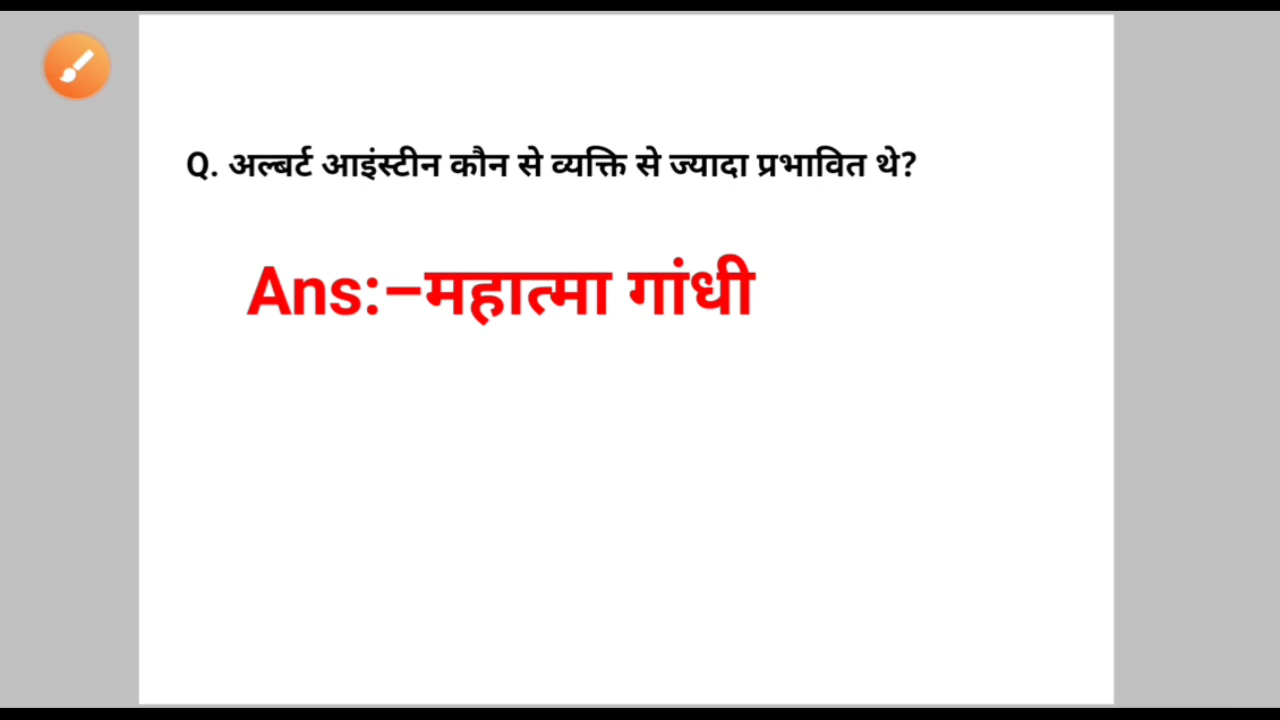 Q. अल्बर्ट आइंस्टीन कौन से व्यक्ति से ज्यादा प्रभावित थे?
Ans:–महात्मा गांधी